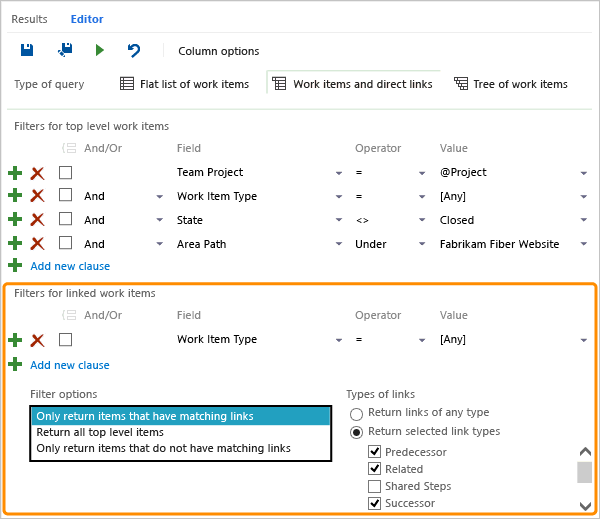 Results Editor
Column options
Type of query Flat list of work items Work items and direct links Tree of work items
Filters for top level work items
And/Or Field Operator Value
Team Project = @Project
And Work Item Type = [Any]
And State <> Closed
And Area Path Under Fabrikam Fiber Website
Add new clause
Filters for linked work items
And/Or Field Operator Value
Work Item Type = [Any]
Add new clause
Filter options
Only return items that have matching links
Return all top level items
Only return items that do not have matching links
Types of links
Return links of any type
Return selected link types
Predecessor
Related
Shared Steps
Successor